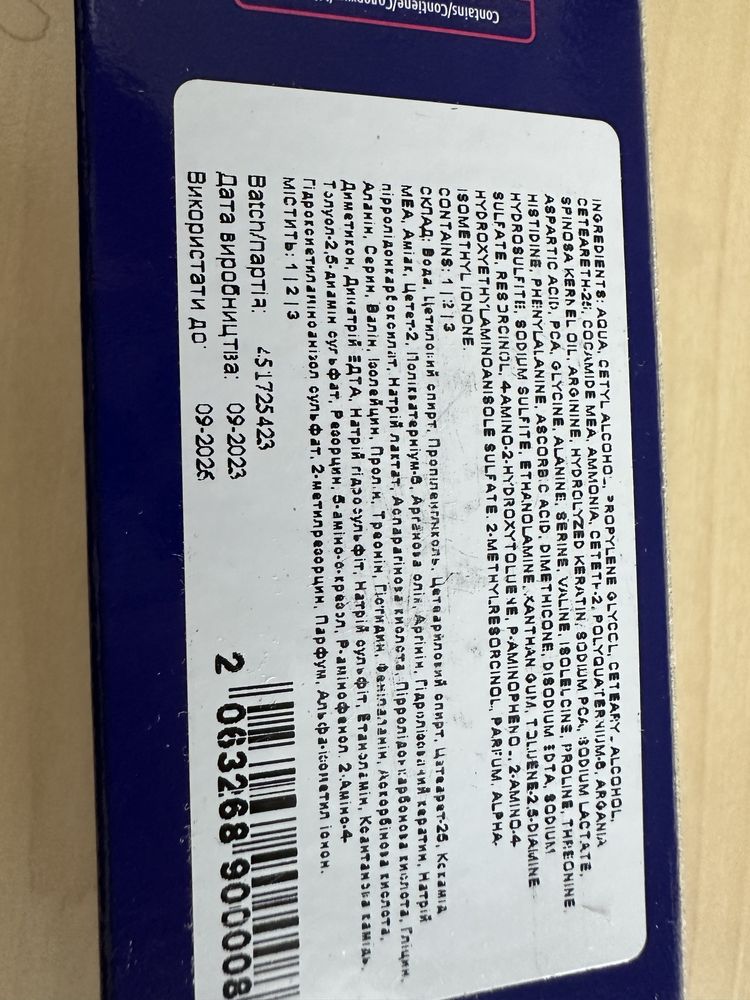 Contains/Contiene/
INGREDIENTS: AQUA, CETYL ALCOHOL, PROPYLENE GLYCOL, CETEARYL ALCOHOL,
CETEARETH-25, COCAMIDE MEA, AMMONIA, CETETH-2, POLYQUATERNIUM-6, ARGANIA
SPINOSA KERNEL OIL, ARGININE, HYDROLYZED KERATIN, SODIUM PCA, SODIUM LACTATE,
ASPARTIC ACID, PCA, GLYCINE, ALANINE, SERINE, VALINE, ISOLEUCINE, PROLINE, THREONINE,
HISTIDINE, PHENYLALANINE, ASCORBIC ACID, DIMETHICONE, DISODIUM EDTA, SODIUM
HYDROSULFITE, SODIUM SULFITE, ETHANOLAMINE, XANTHAN GUM, TOLUENE-2,5-DIAMINE
SULFATE, RESORCINOL, 4-AMINO-2-HYDROXYTOLUENE, P-AMINOPHENOL, 2-AMINO-4
HYDROXYETHYLAMINOANISOLE SULFATE, 2-METHYLRESORCINOL, PARFUM, ALPHA-
ISOMETHYL IONONE.
CONTAINS: 1 | 2 | 3
СКЛАД: Вода, Цетиловий спирт, Пропіленгліколь, Цетеариловий спирт, Цетеарет-25, Кокамід
МЕА, Аміак, Цетет-2, Полікватерніум-6, Арганова олія, Аргінін, Гідролізований кератин, Натрій
пірролідонкарбоксилат, Натрій лактат, Аспарагінова кислота, Пірролідонкарбонова кислота, Гліцин,
Аланін, Серин, Валін, Ізолейцин, Пролін, Треонін, Гістидин, Фенілаланін, Аскорбінова кислота,
Диметикон, Динатрій ЕДТА, Натрій гідросульфіт, Натрій сульфіт, Етаноламін, Ксантанова камідь,
Толуол-2,5-диамін сульфат, Резорцин, 5-аміно-о-крезол, Р-амінофенол, 2-Аміно-4-
Гідроксиетиламіноанізол сульфат, 2-метилрезорцин, Парфум, Альфа-ізометил іонон.
МІСТИТЬ: 1 | 2 | 3
Batch/партія: 251725423
Дата виробництва: 09-2023
Використати до: 09-2026
2 063268 900008